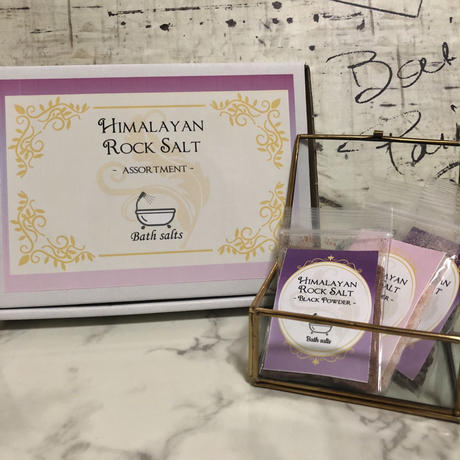 HIMALAYAN
ROCK SALT
- ASSORTMENT -
Bath salts
HIMALAYAN
ROCK SALT
- BLACK POWDER -
Bath salts